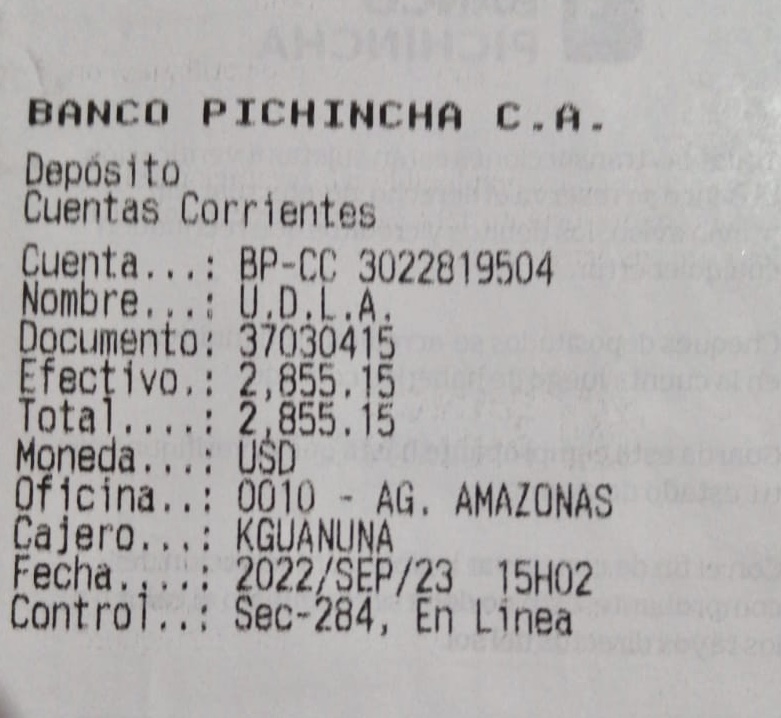 BANCO PICHINCHA C.A.
Depósito
Cuentas Corrientes
Cuenta...: BP-CC 3022819504
Nombre...: U.D.L.A.
Documento: 37030415
Efectivo.: 2,855.15
Total....: 2,855.15
Moneda...: USD
Oficina..: 0010 - AG. AMAZONAS
Cajero...: KGUANUNA
Fecha....: 2022/SEP/23 15H02
Control..: Sec-284, En Linea